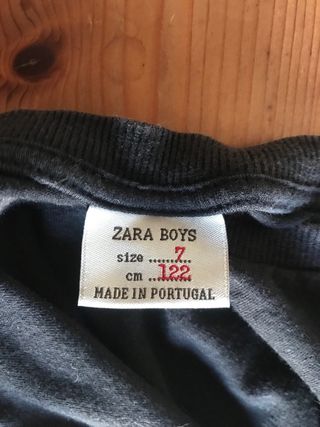 ZARA BOYS
size ......7......
cm ...122...
MADE IN PORTUGAL